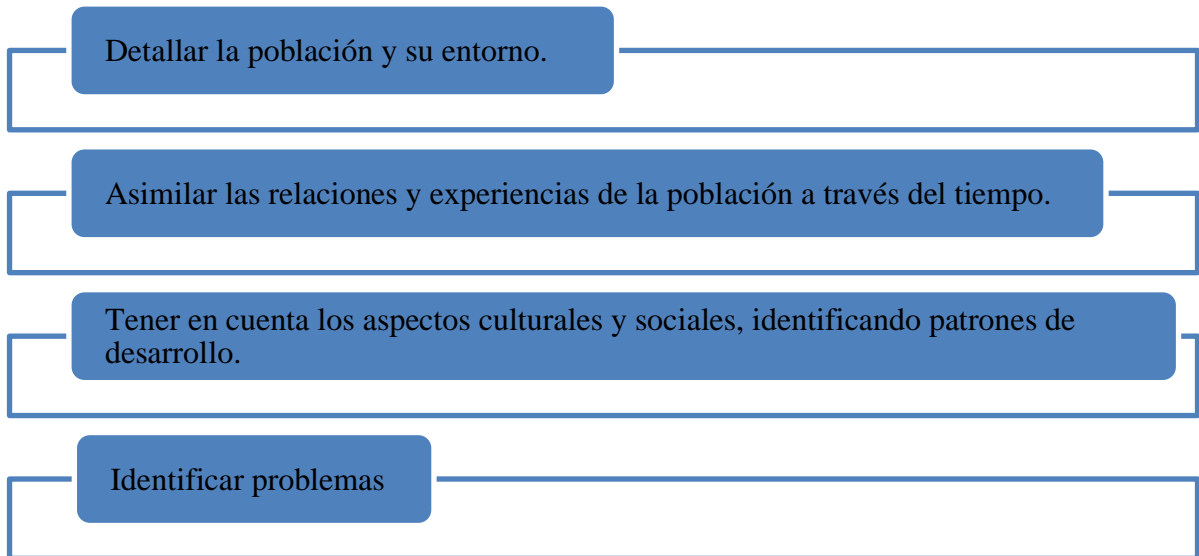 Detallar la población y su entorno.
Asimilar las relaciones y experiencias de la población a través del tiempo.
Tener en cuenta los aspectos culturales y sociales, identificando patrones de
desarrollo.
Identificar problemas